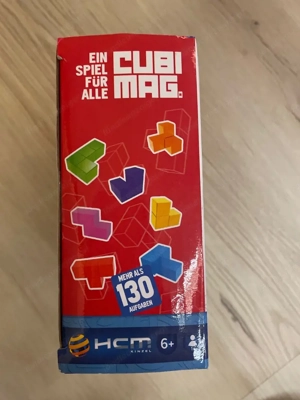 EIN
SPIEL
FÜR
ALLE
CUBI
MAG.
MEHR ALS
130
AUFGABEN
HCM
KINZEL
6+